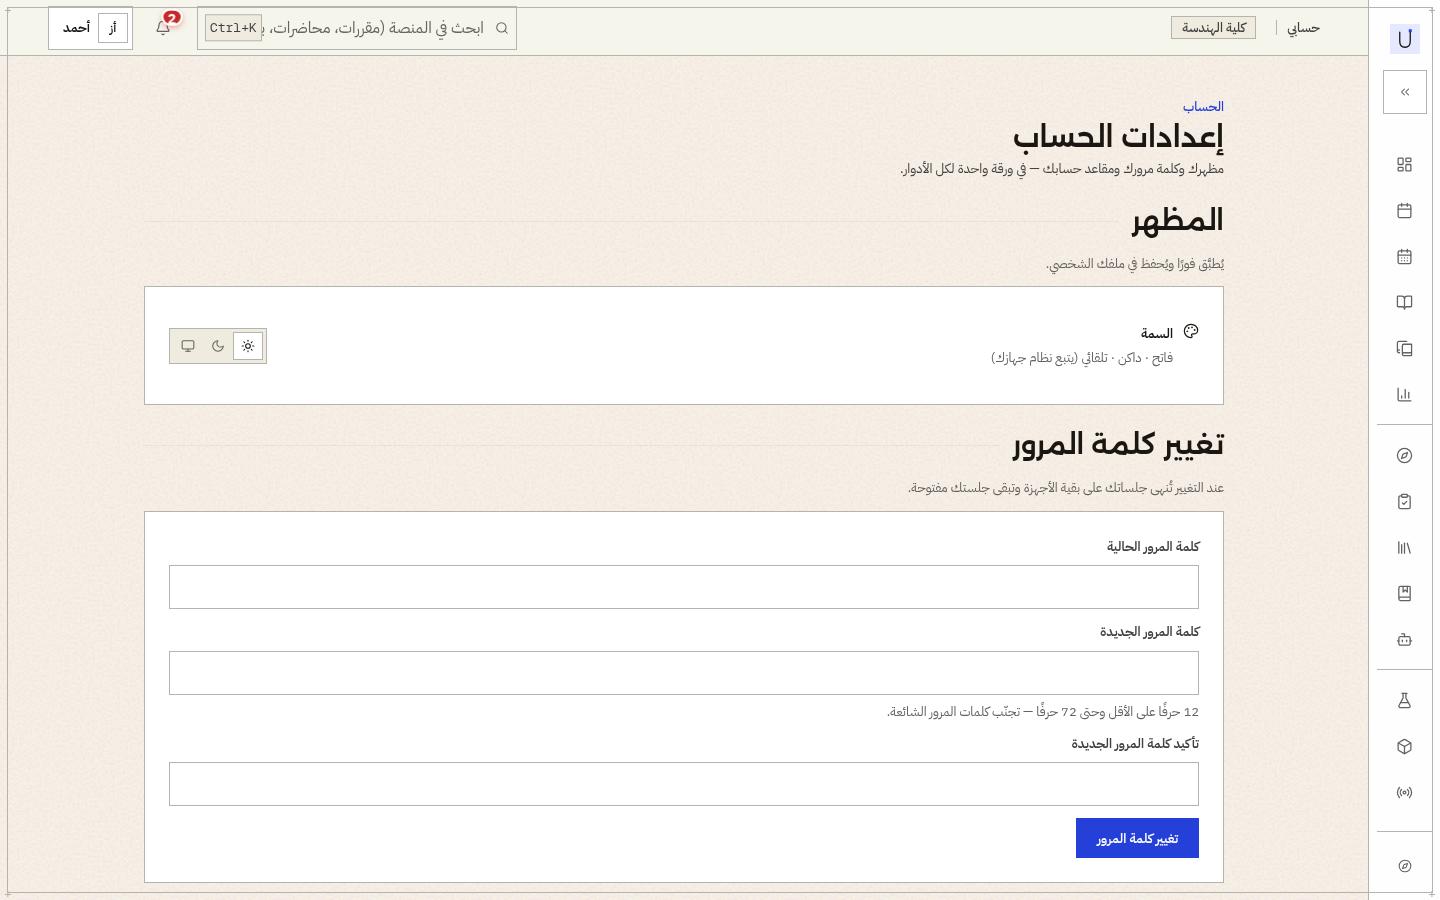 حسابي
كلية الهندسة
ابحث في المنصة (مقررات، محاضرات، ب
Ctrl+K
2
أز
أحمد
الحساب
إعدادات الحساب
مظهرك وكلمة مرورك ومقاعد حسابك — في ورقة واحدة لكل الأدوار.
المظهر
يُطبَّق فورًا ويُحفظ في ملفك الشخصي.
السمة
فاتح · داكن · تلقائي (يتبع نظام جهازك)
تغيير كلمة المرور
عند التغيير تُنهى جلساتك على بقية الأجهزة وتبقى جلستك مفتوحة.
كلمة المرور الحالية
كلمة المرور الجديدة
12 حرفًا على الأقل وحتى 72 حرفًا — تجنّب كلمات المرور الشائعة.
تأكيد كلمة المرور الجديدة
تغيير كلمة المرور